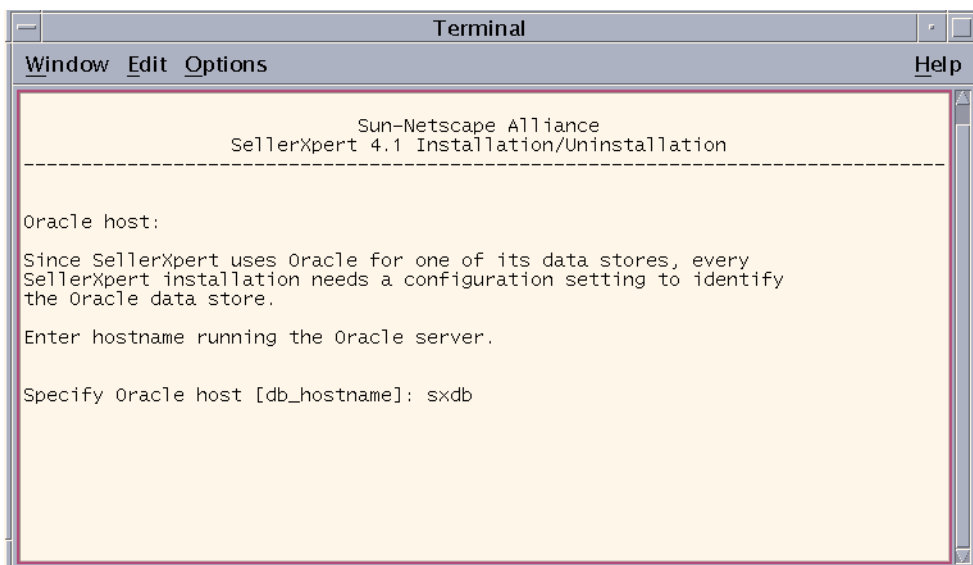 Terminal
Window Edit Options Help
Sun-Netscape Alliance
SellerXpert 4.1 Installation/Uninstallation
--------------------------------------------------------------------------------
Oracle host:
Since SellerXpert uses Oracle for one of its data stores, every
SellerXpert installation needs a configuration setting to identify
the Oracle data store.
Enter hostname running the Oracle server.
Specify Oracle host [db_hostname]: sxdb